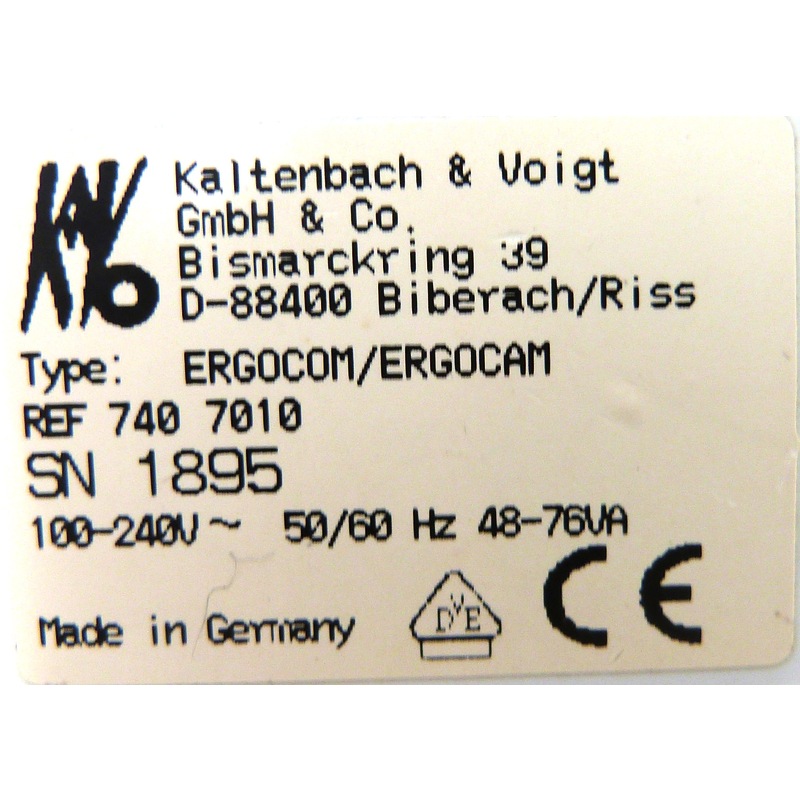 KAVO
Kaltenbach & Voigt
GmbH & Co.
Bismarckring 39
D-88400 Biberach/Riss
Type: ERGOCOM/ERGOCAM
REF 740 7010
SN 1895
100-240V ~ 50/60 Hz 48-76VA
Made in Germany
DVE
CE